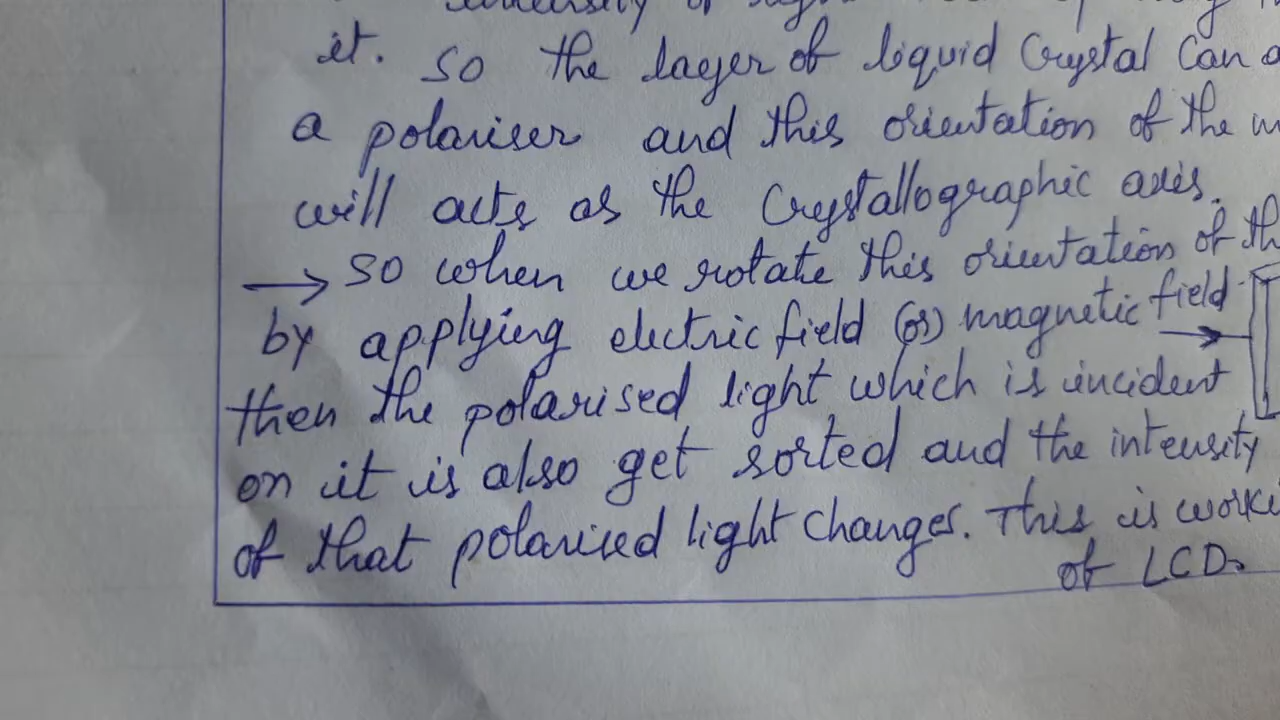 intensity of light
it. so the layer of liquid Crystal Can
a polariser and this orientation of the
will acts as the Crystallographic axis.
→ so when we rotate this orientation of
by applying electric field (or) magnetic field
then the polarised light which is incident
on it is also get sorted and the intensity
of that polarised light changes. This is
of LCD.